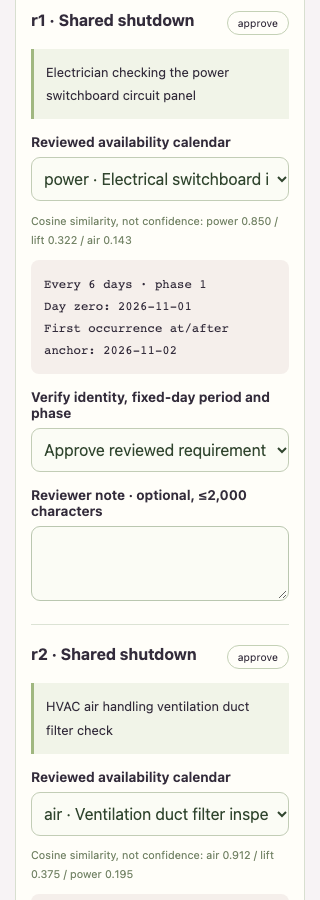 r1 · Shared shutdown
approve
Electrician checking the power
switchboard circuit panel
Reviewed availability calendar
power · Electrical switchboard i
Cosine similarity, not confidence: power 0.850 /
lift 0.322 / air 0.143
Every 6 days · phase 1
Day zero: 2026-11-01
First occurrence at/after
anchor: 2026-11-02
Verify identity, fixed-day period and
phase
Approve reviewed requirement
Reviewer note · optional, ≤2,000
characters
r2 · Shared shutdown
approve
HVAC air handling ventilation duct
filter check
Reviewed availability calendar
air · Ventilation duct filter inspe
Cosine similarity, not confidence: air 0.912 / lift
0.375 / power 0.195